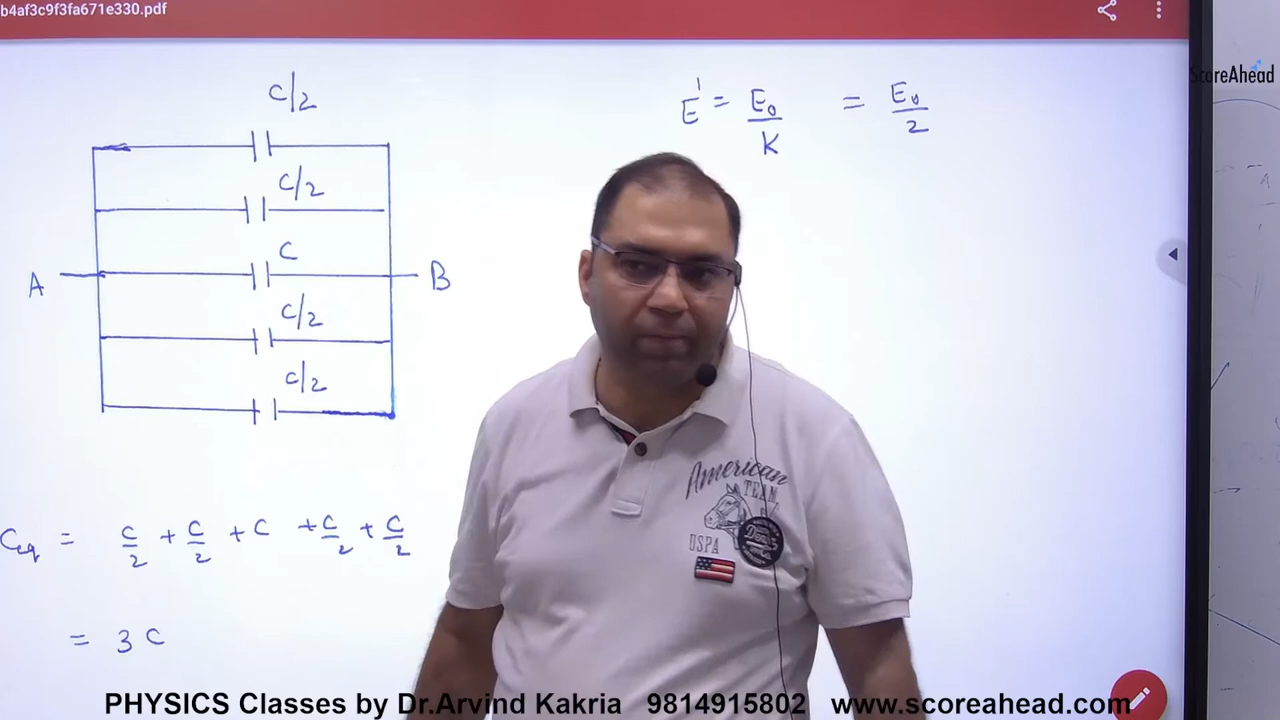 b4af3c9f3fa671e330.pdf
ScoreAhead
C/2
C/2
C
A B
C/2
C/2
Ceq = C/2 + C/2 + C + C/2 + C/2
= 3 C
E' = E₀/K = E₀/2
American
TEAM
USPA
PHYSICS Classes by Dr.Arvind Kakria 9814915802 www.scoreahead.com